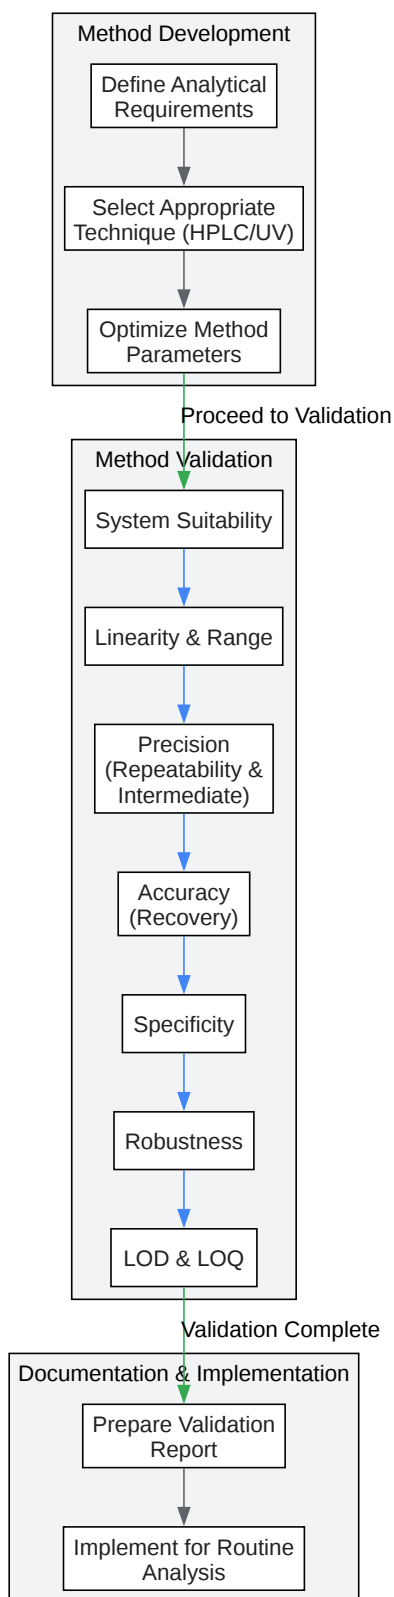 Method Development
Define Analytical
Requirements
Select Appropriate
Technique (HPLC/UV)
Optimize Method
Parameters
Proceed to Validation
Method Validation
System Suitability
Linearity & Range
Precision
(Repeatability &
Intermediate)
Accuracy
(Recovery)
Specificity
Robustness
LOD & LOQ
Validation Complete
Documentation & Implementation
Prepare Validation
Report
Implement for Routine
Analysis